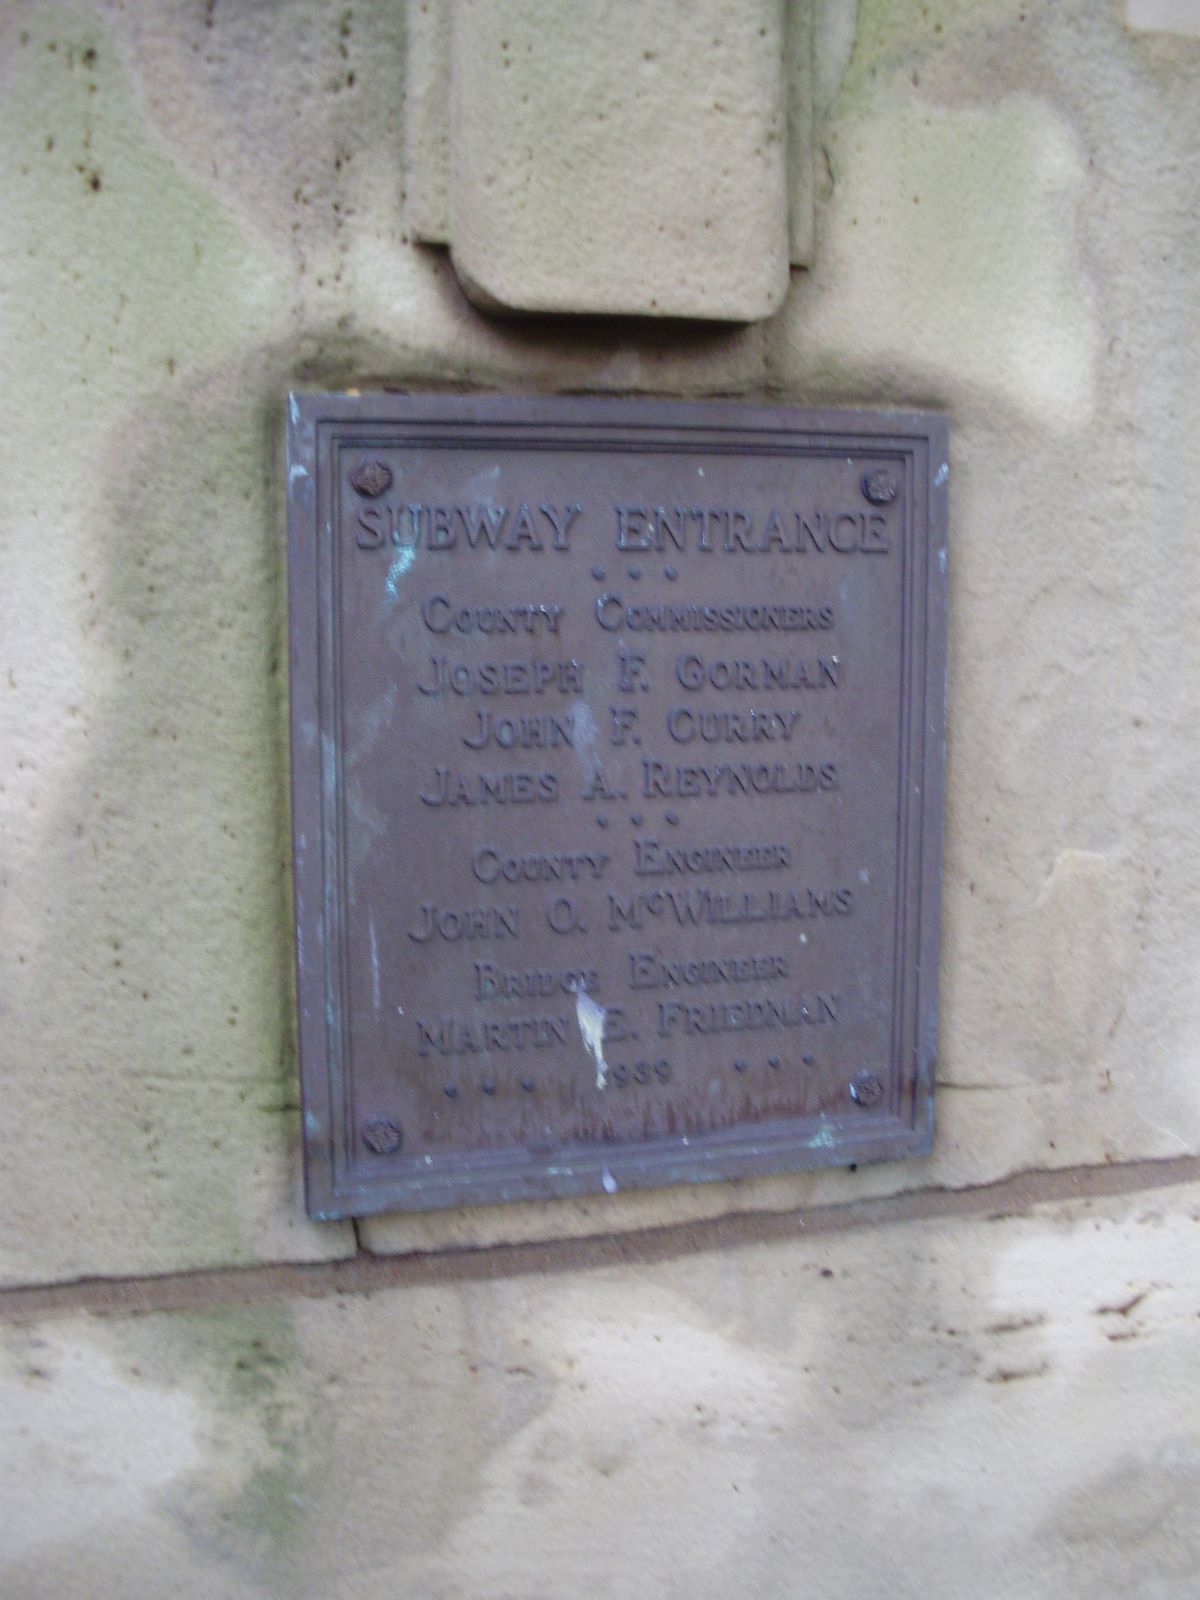 SUBWAY ENTRANCE
COUNTY COMMISSIONERS
JOSEPH F. GORMAN
JOHN F. CURRY
JAMES A. REYNOLDS
COUNTY ENGINEER
JOHN O. McWILLIAMS
BRIDGE ENGINEER
MARTIN E. FRIEDMAN
1939